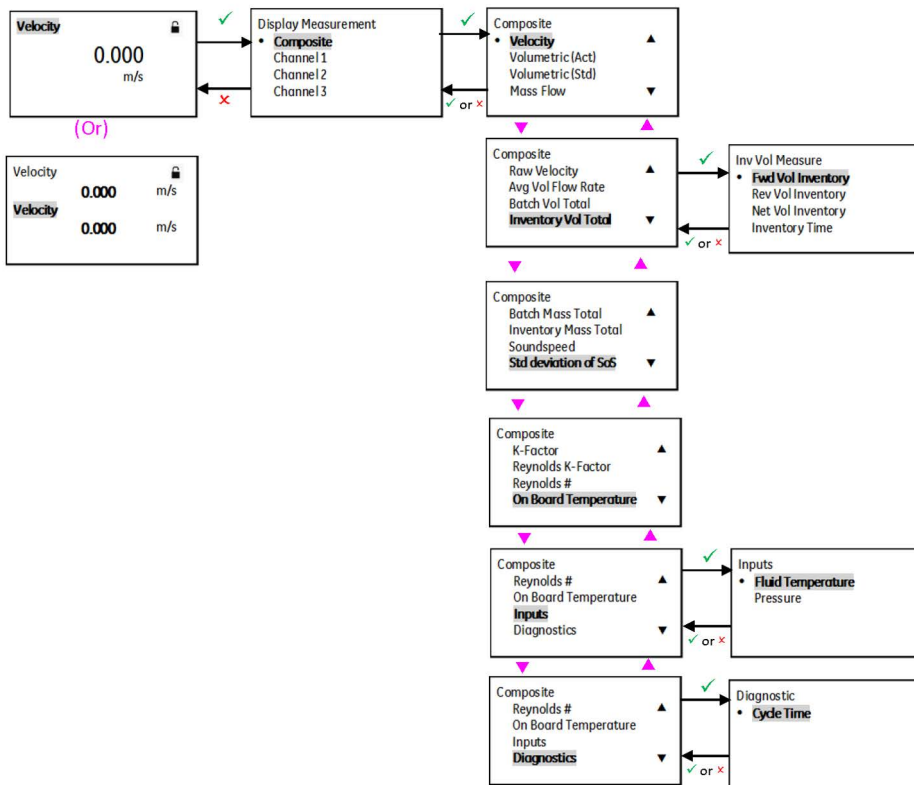 Velocity
0.000
m/s
(Or)
Velocity
0.000 m/s
Velocity
0.000 m/s
Display Measurement
• Composite
Channel 1
Channel 2
Channel 3
Composite
• Velocity
Volumetric (Act)
Volumetric (Std)
Mass Flow
✓ or ×
Composite
Raw Velocity
Avg Vol Flow Rate
Batch Vol Total
Inventory Vol Total
Inv Vol Measure
• Fwd Vol Inventory
Rev Vol Inventory
Net Vol Inventory
Inventory Time
✓ or ×
Composite
Batch Mass Total
Inventory Mass Total
Soundspeed
Std deviation of SoS
Composite
K-Factor
Reynolds K-Factor
Reynolds #
On Board Temperature
Composite
Reynolds #
On Board Temperature
Inputs
Diagnostics
Inputs
• Fluid Temperature
Pressure
✓ or ×
Composite
Reynolds #
On Board Temperature
Inputs
Diagnostics
Diagnostic
• Cycle Time
✓ or ×